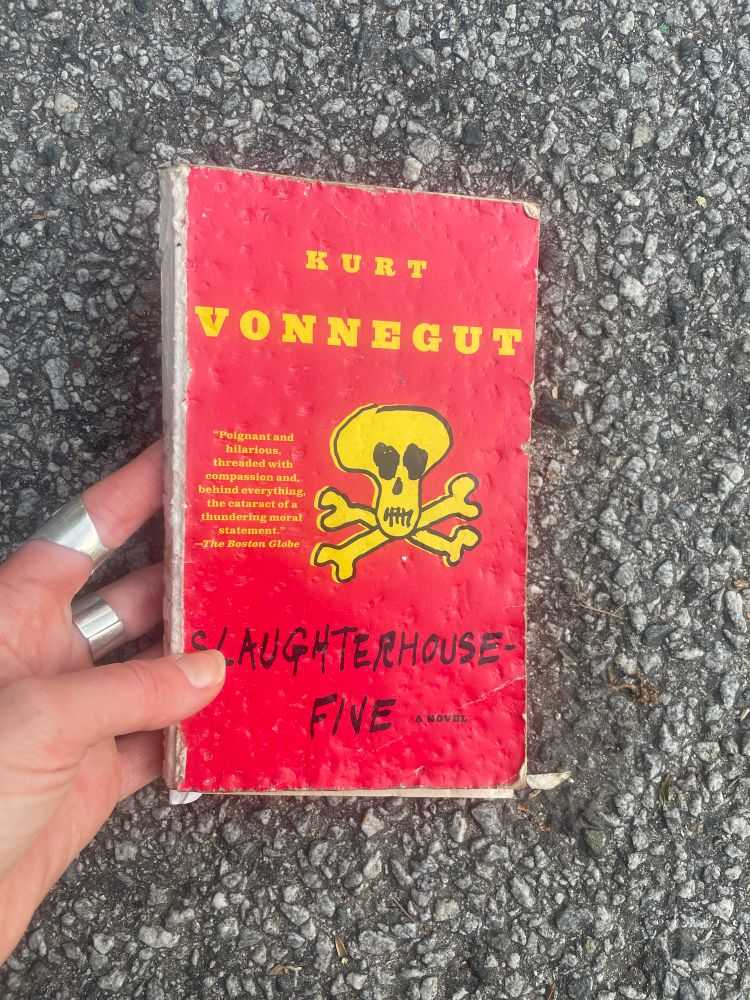 KURT
VONNEGUT
“Poignant and
hilarious,
threaded with
compassion and,
behind everything,
the cataract of a
thundering moral
statement.”
—The Boston Globe
SLAUGHTERHOUSE-
FIVE A NOVEL